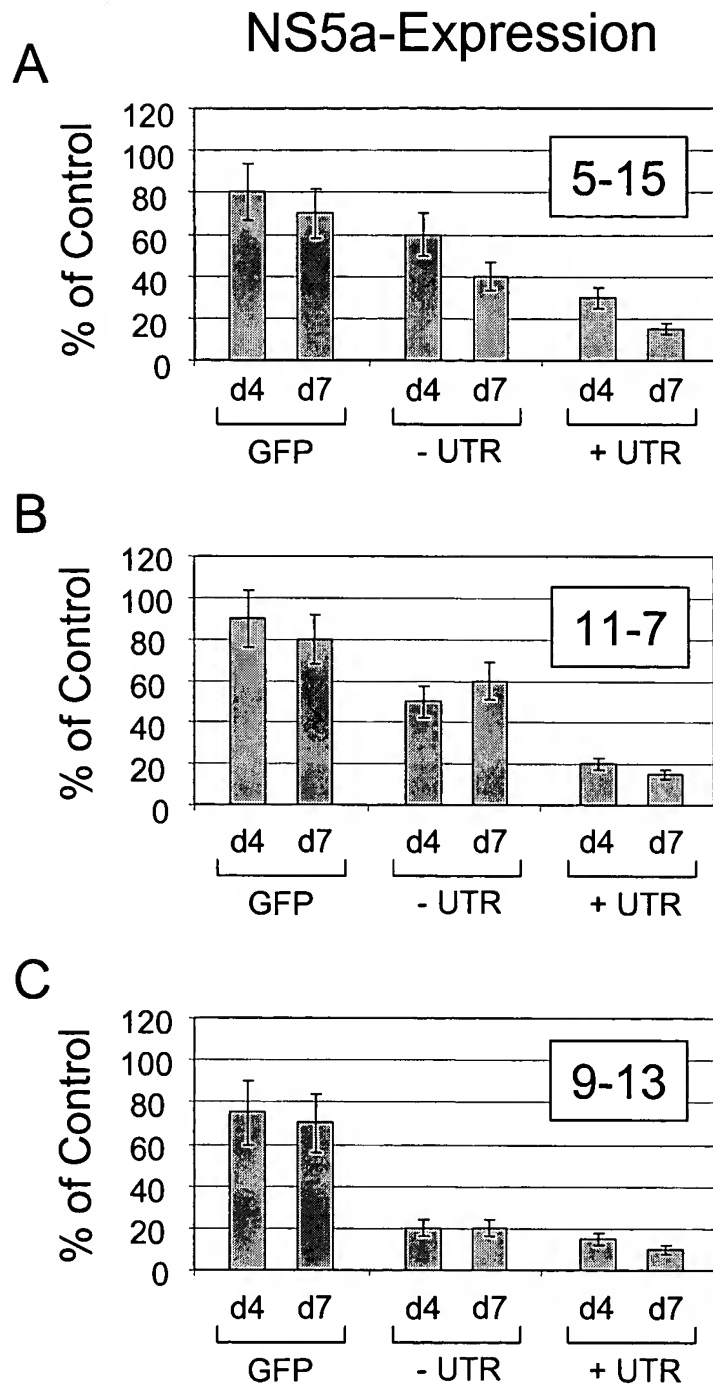 NS5a-Expression
A
% of Control
120
100
80
60
40
20
0
5-15
d4 d7 d4 d7 d4 d7
GFP - UTR + UTR
B
% of Control
120
100
80
60
40
20
0
11-7
d4 d7 d4 d7 d4 d7
GFP - UTR + UTR
C
% of Control
120
100
80
60
40
20
0
9-13
d4 d7 d4 d7 d4 d7
GFP - UTR + UTR